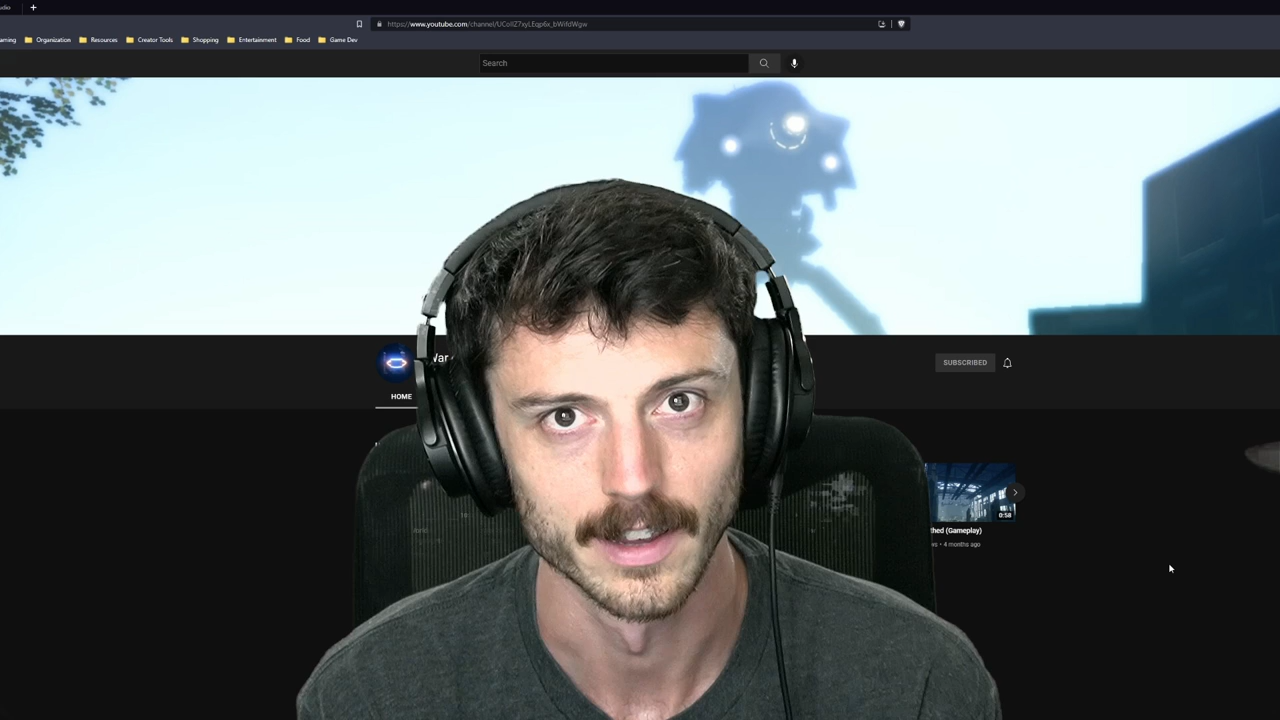 https://www.youtube.com/channel/
Organization Resources Creator Tools Shopping Entertainment Food Game Dev
Search
SUBSCRIBED
HOME
0:58
(Gameplay)
4 months ago